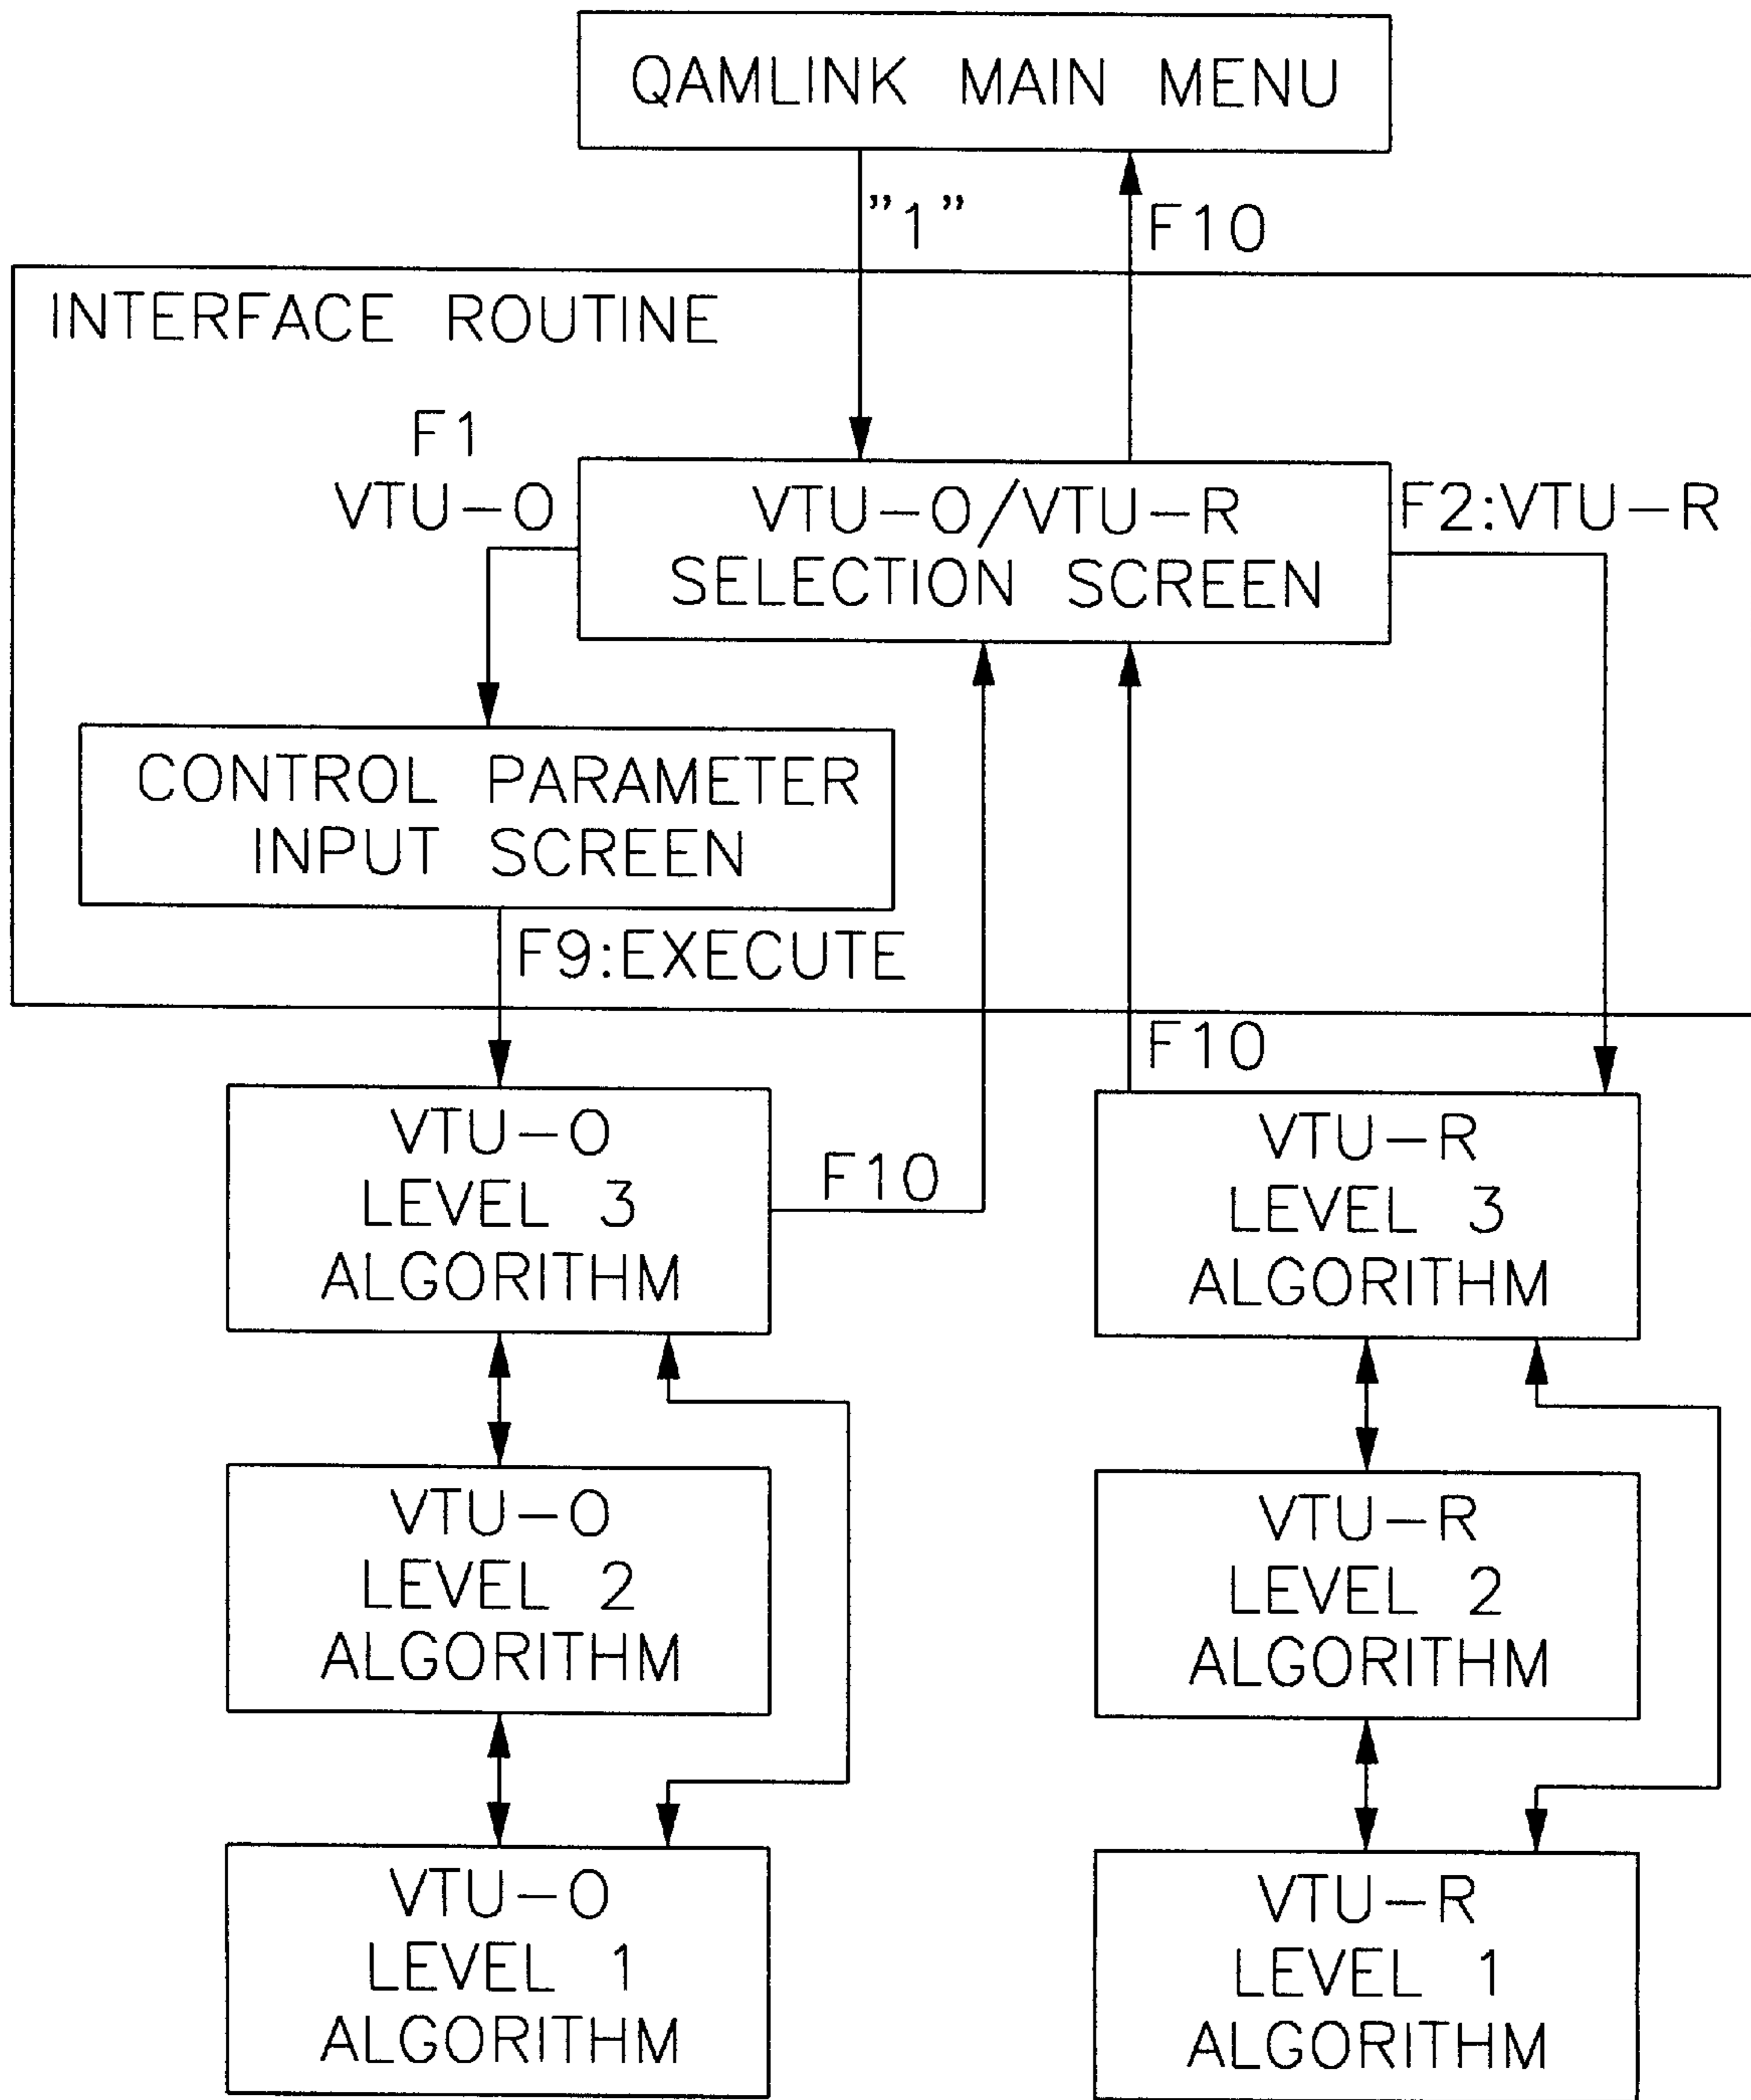 QAMLINK MAIN MENU
"1"
F10
INTERFACE ROUTINE
F1
VTU-O
VTU-O/VTU-R
SELECTION SCREEN
F2:VTU-R
CONTROL PARAMETER
INPUT SCREEN
F9:EXECUTE
F10
VTU-O
LEVEL 3
ALGORITHM
F10
VTU-R
LEVEL 3
ALGORITHM
VTU-O
LEVEL 2
ALGORITHM
VTU-R
LEVEL 2
ALGORITHM
VTU-O
LEVEL 1
ALGORITHM
VTU-R
LEVEL 1
ALGORITHM